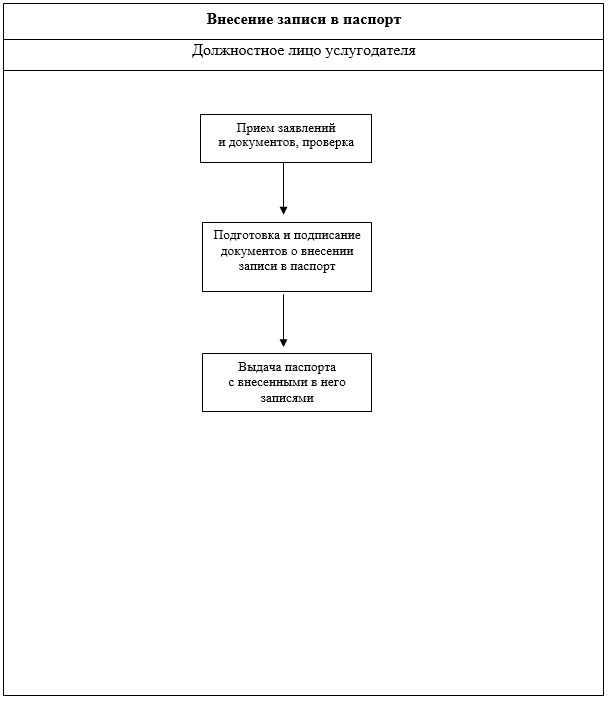 Внесение записи в паспорт
Должностное лицо услугодателя
Прием заявлений
и документов, проверка
Подготовка и подписание
документов о внесении
записи в паспорт
Выдача паспорта
с внесенными в него
записями